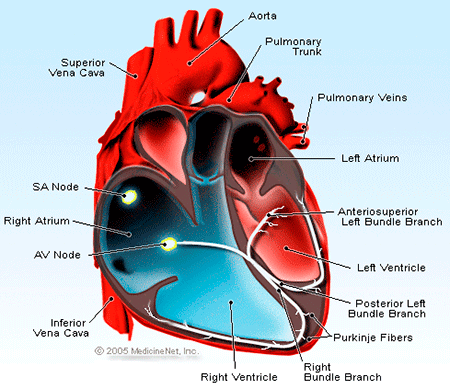 Aorta
Pulmonary
Trunk
Superior
Vena Cava
Pulmonary Veins
Left Atrium
SA Node
Right Atrium
Anteriosuperior
Left Bundle Branch
AV Node
Left Ventricle
Posterior Left
Bundle Branch
Inferior
Vena Cava
Purkinje Fibers
© 2005 MedicineNet, Inc.
Right Ventricle
Right
Bundle Branch